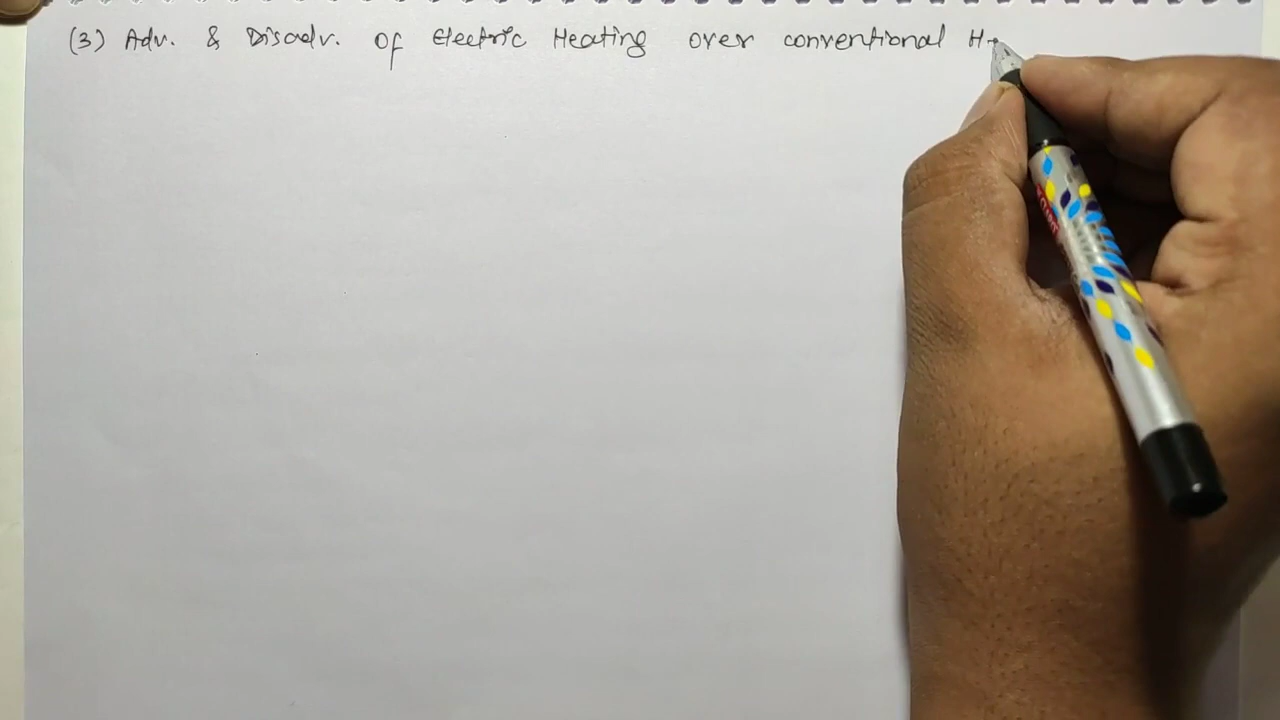 (3) Adv. & Disadv. of Electric Heating over conventional H